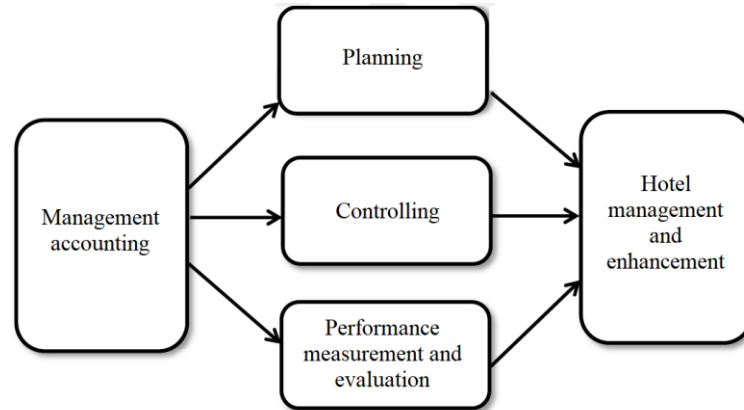 Planning
Management
accounting
Controlling
Hotel
management
and
enhancement
Performance
measurement and
evaluation